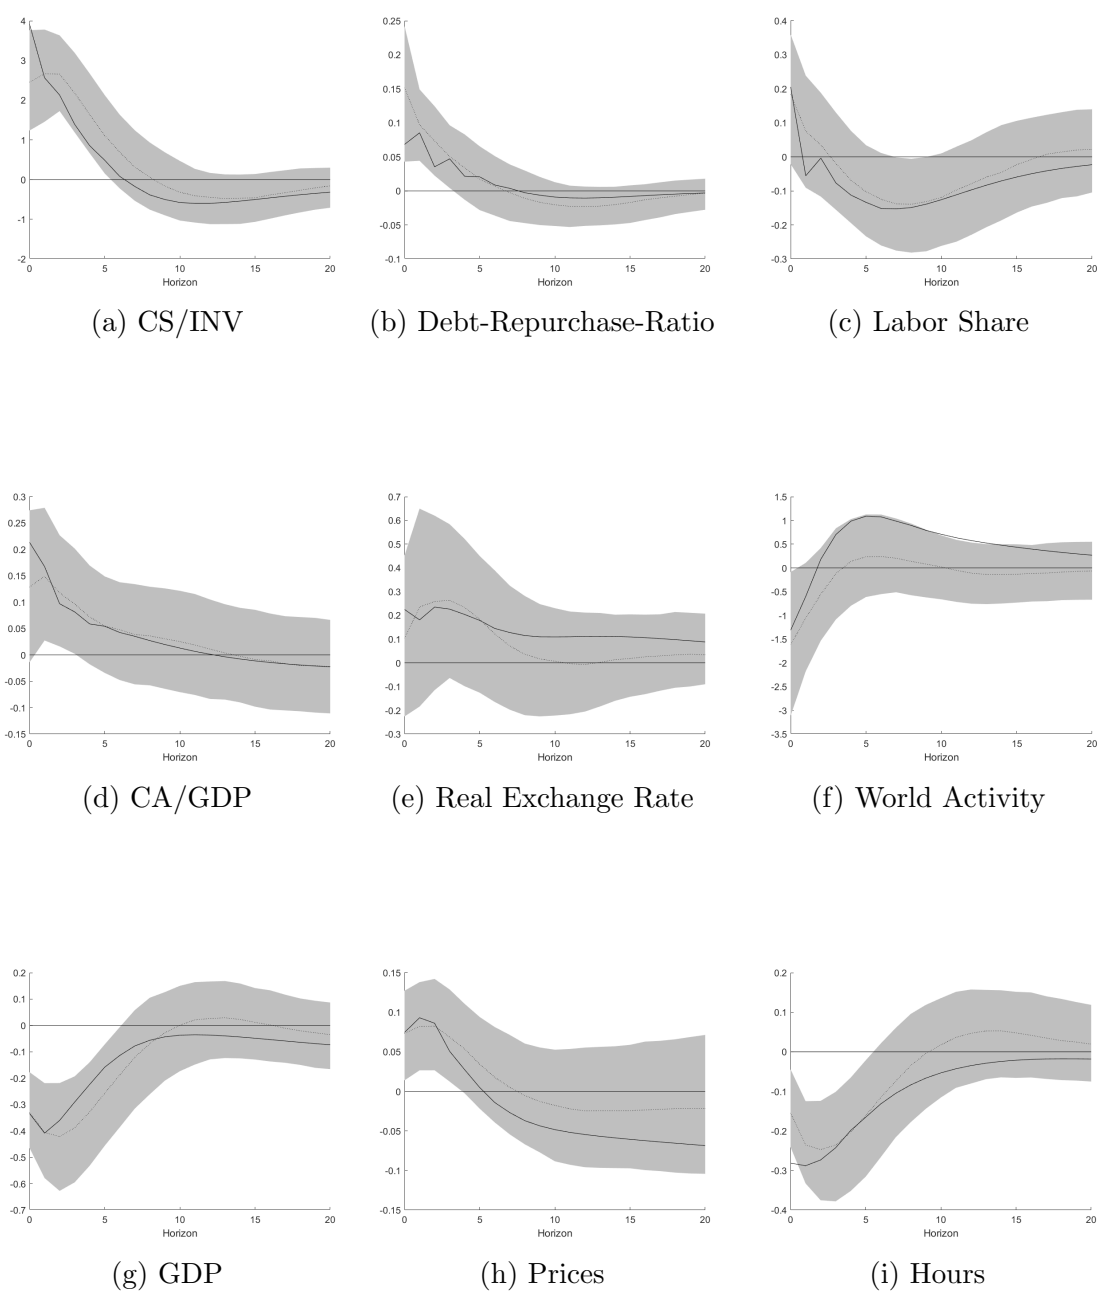 4
3
2
1
0
-1
-2
0 5 10 15 20
Horizon
(a) CS/INV
0.25
0.2
0.15
0.1
0.05
0
-0.05
-0.1
0 5 10 15 20
Horizon
(b) Debt-Repurchase-Ratio
0.4
0.3
0.2
0.1
0
-0.1
-0.2
-0.3
0 5 10 15 20
Horizon
(c) Labor Share
0.3
0.25
0.2
0.15
0.1
0.05
0
-0.05
-0.1
-0.15
0 5 10 15 20
Horizon
(d) CA/GDP
0.7
0.6
0.5
0.4
0.3
0.2
0.1
0
-0.1
-0.2
-0.3
0 5 10 15 20
Horizon
(e) Real Exchange Rate
1.5
1
0.5
0
-0.5
-1
-1.5
-2
-2.5
-3
-3.5
0 5 10 15 20
Horizon
(f) World Activity
0.2
0.1
0
-0.1
-0.2
-0.3
-0.4
-0.5
-0.6
-0.7
0 5 10 15 20
Horizon
(g) GDP
0.15
0.1
0.05
0
-0.05
-0.1
-0.15
0 5 10 15 20
Horizon
(h) Prices
0.2
0.1
0
-0.1
-0.2
-0.3
-0.4
0 5 10 15 20
Horizon
(i) Hours